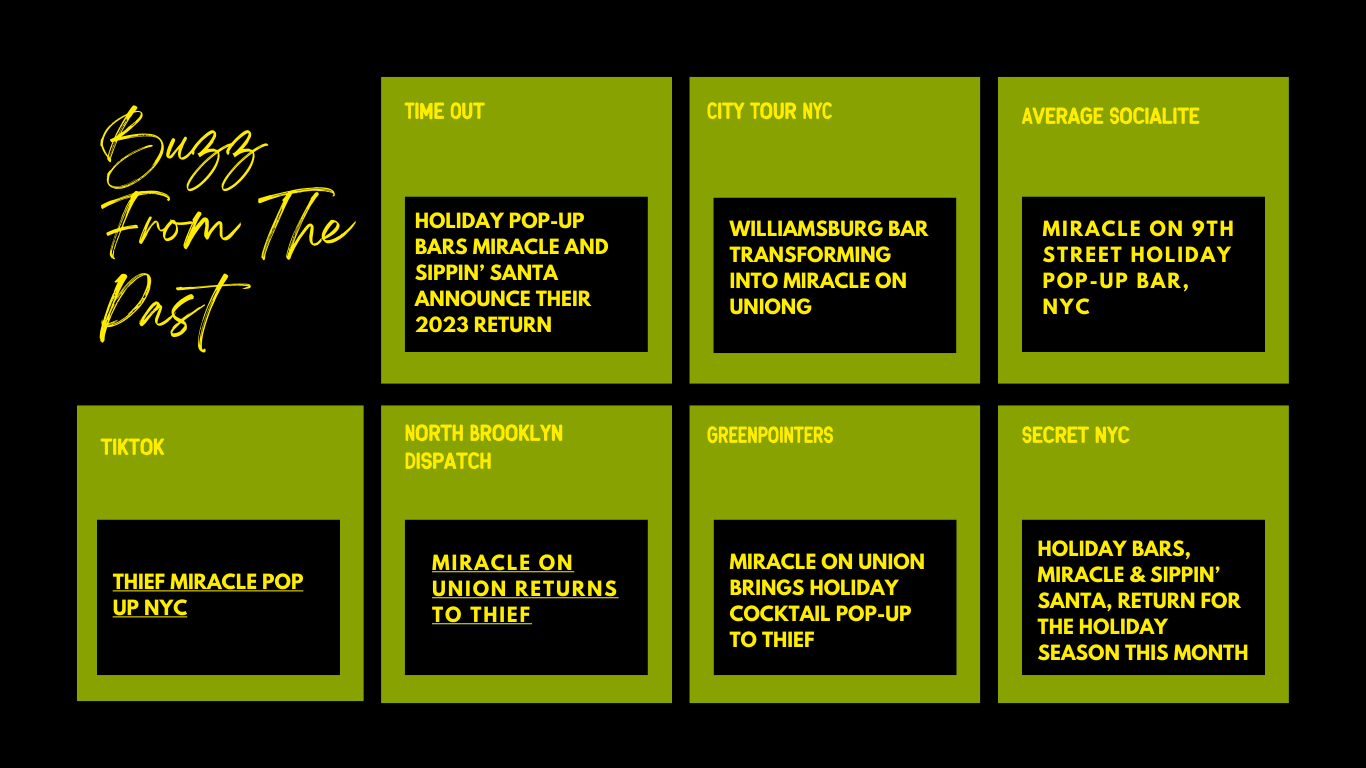 Buzz
From The
Past
TIME OUT
HOLIDAY POP-UP
BARS MIRACLE AND
SIPPIN’ SANTA
ANNOUNCE THEIR
2023 RETURN
CITY TOUR NYC
WILLIAMSBURG BAR
TRANSFORMING
INTO MIRACLE ON
UNIONG
AVERAGE SOCIALITE
MIRACLE ON 9TH
STREET HOLIDAY
POP-UP BAR,
NYC
TIKTOK
THIEF MIRACLE POP
UP NYC
NORTH BROOKLYN
DISPATCH
MIRACLE ON
UNION RETURNS
TO THIEF
GREENPOINTERS
MIRACLE ON UNION
BRINGS HOLIDAY
COCKTAIL POP-UP
TO THIEF
SECRET NYC
HOLIDAY BARS,
MIRACLE & SIPPIN’
SANTA, RETURN FOR
THE HOLIDAY
SEASON THIS MONTH